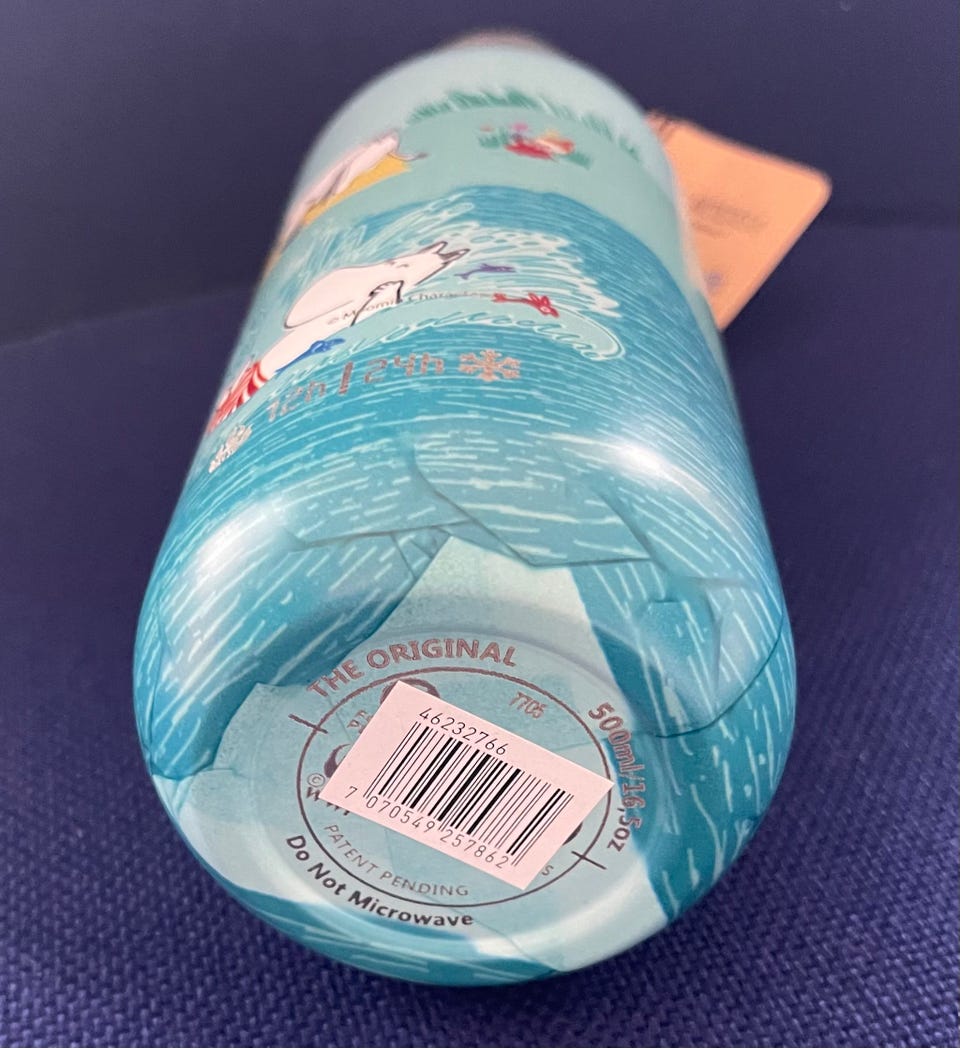 © Moomin Characters
12h / 24h
THE ORIGINAL
7705
500ml/16,5oz
46232766
7 070549 257862
PATENT PENDING
Do Not Microwave